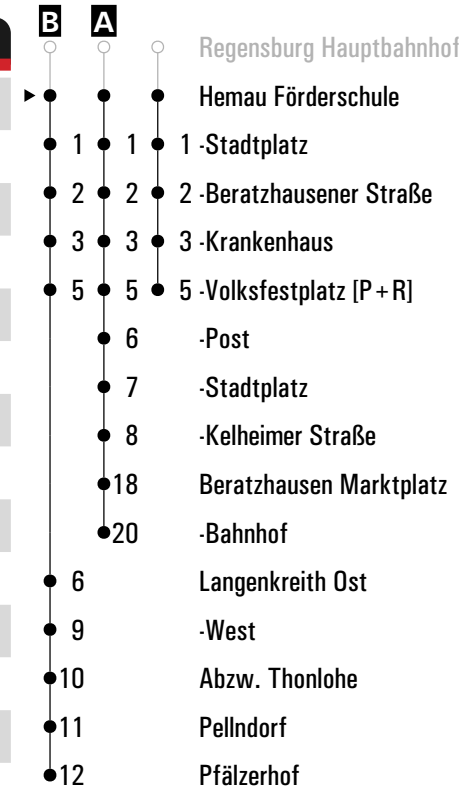 B A
Regensburg Hauptbahnhof
Hemau Förderschule
1 1 1 -Stadtplatz
2 2 2 -Beratzhausener Straße
3 3 3 -Krankenhaus
5 5 5 -Volksfestplatz [P+R]
6 -Post
7 -Stadtplatz
8 -Kelheimer Straße
18 Beratzhausen Marktplatz
20 -Bahnhof
6 Langenkreith Ost
9 -West
10 Abzw. Thonlohe
11 Pellndorf
12 Pfälzerhof